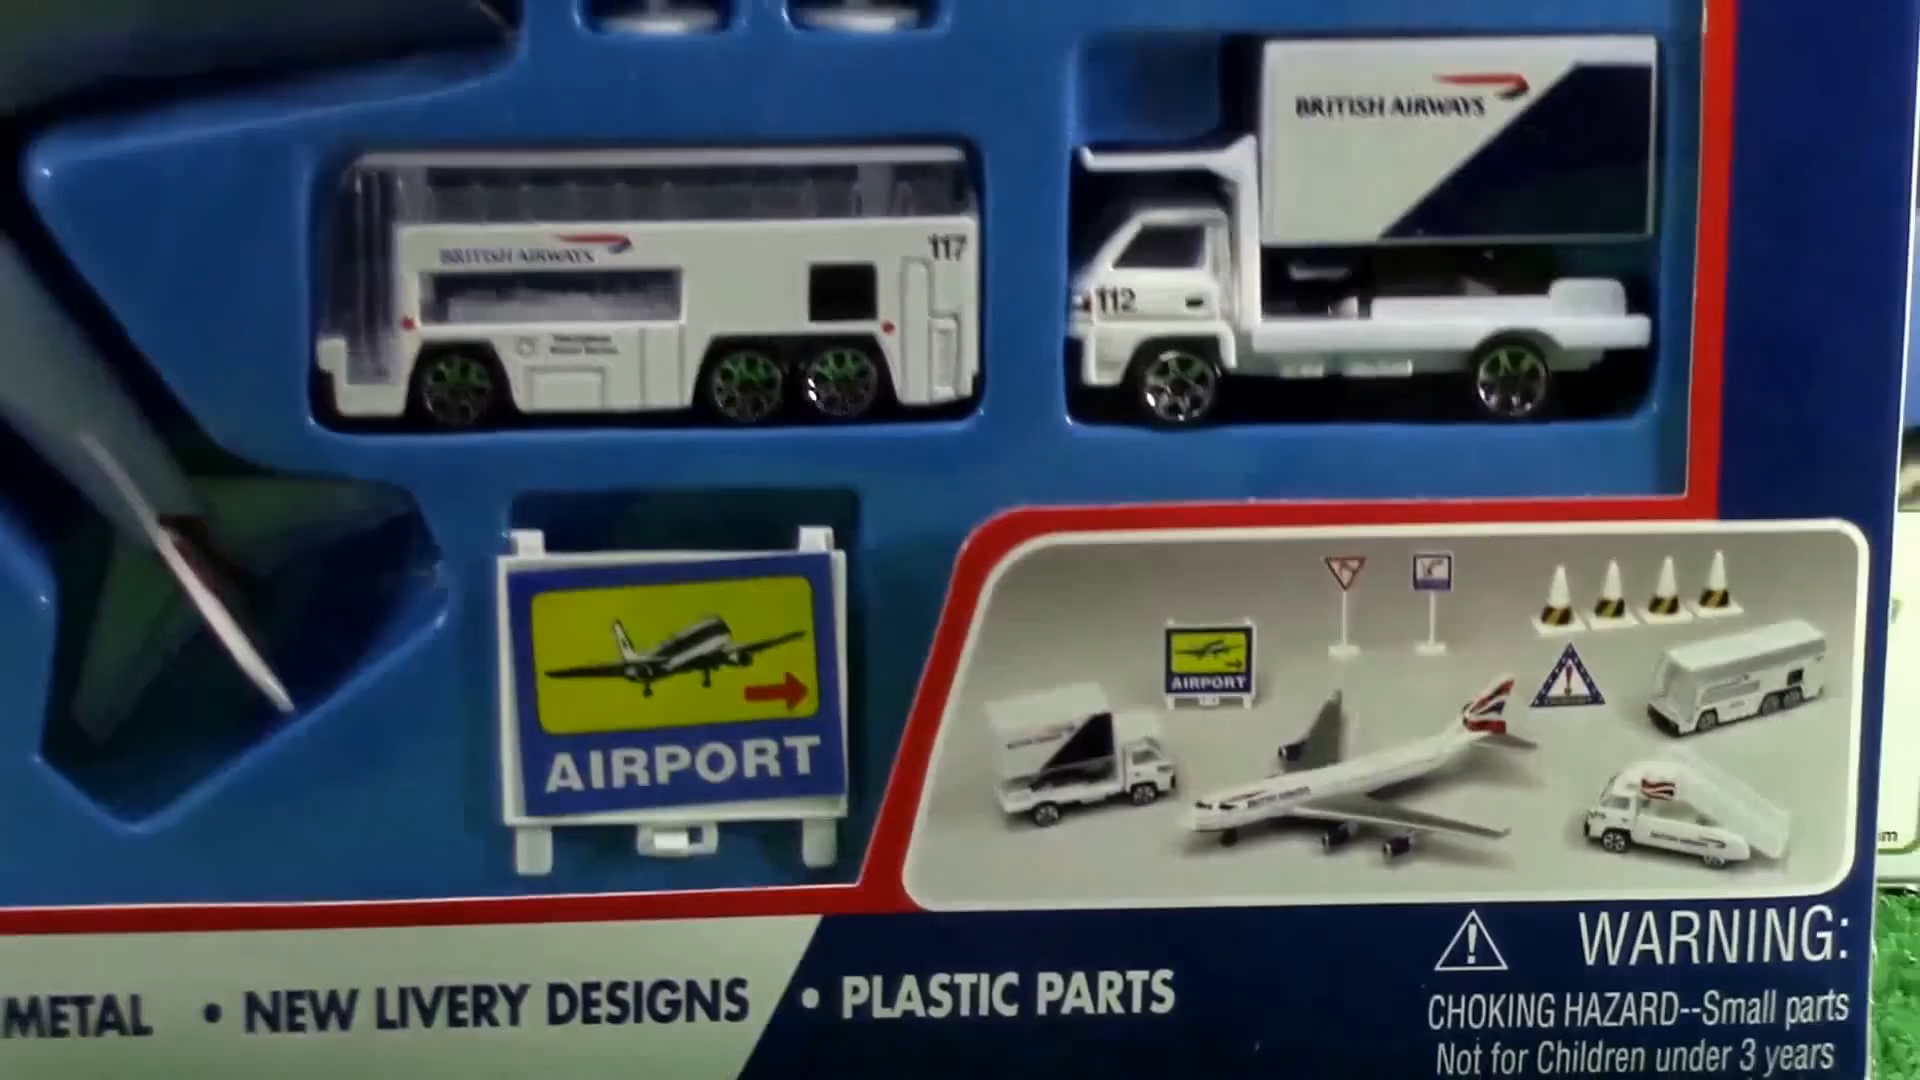 BRITISH AIRWAYS
BRITISH AIRWAYS
117
112
AIRPORT
AIRPORT
METAL • NEW LIVERY DESIGNS • PLASTIC PARTS
WARNING:
CHOKING HAZARD--Small parts
Not for Children under 3 years